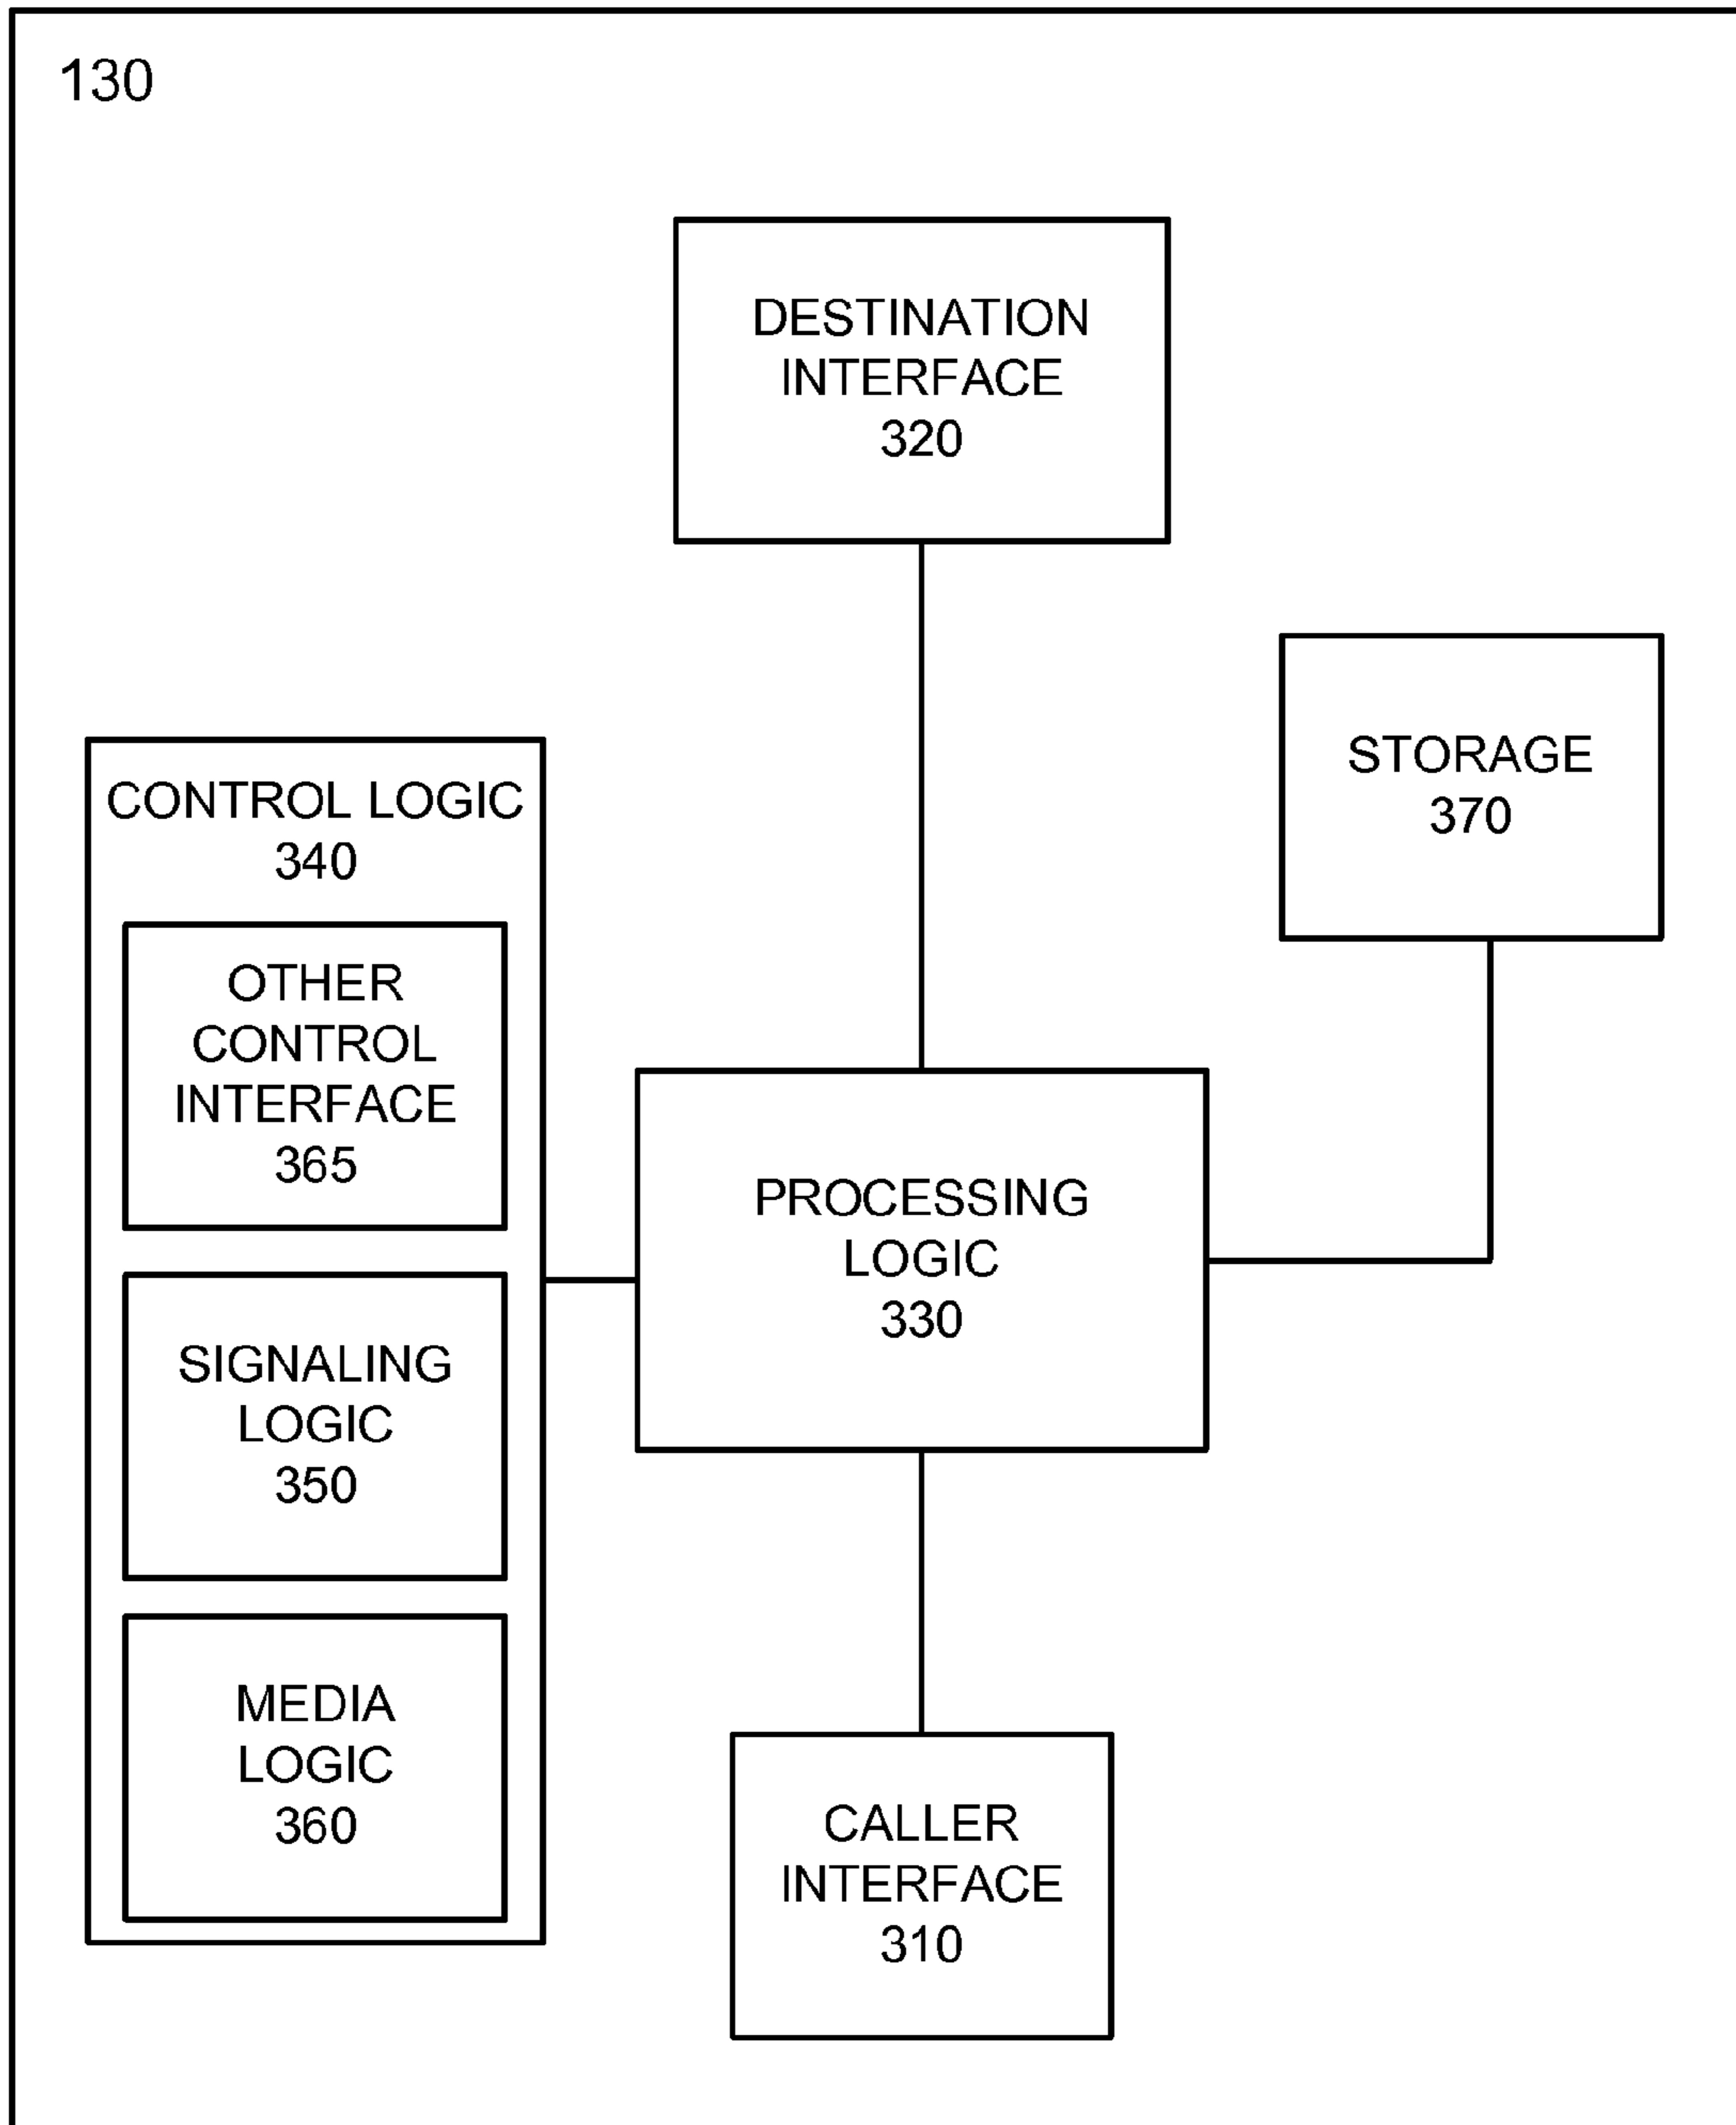 130
DESTINATION
INTERFACE
320
STORAGE
370
CONTROL LOGIC
340
OTHER
CONTROL
INTERFACE
365
SIGNALING
LOGIC
350
MEDIA
LOGIC
360
PROCESSING
LOGIC
330
CALLER
INTERFACE
310